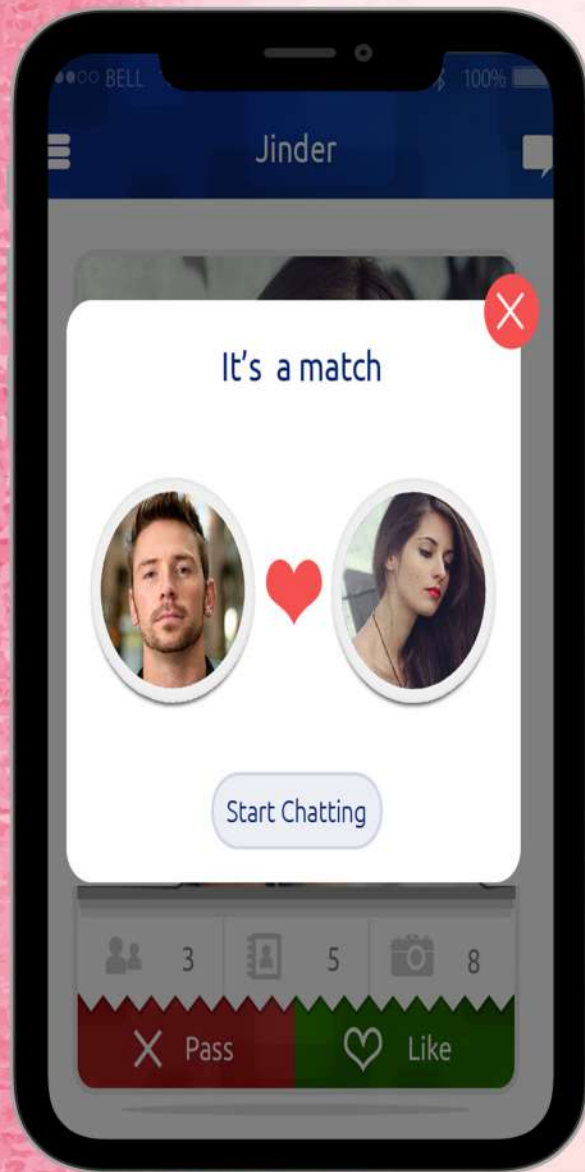 BELL 100%
Jinder
It's a match
Start Chatting
3 5 8
Pass Like